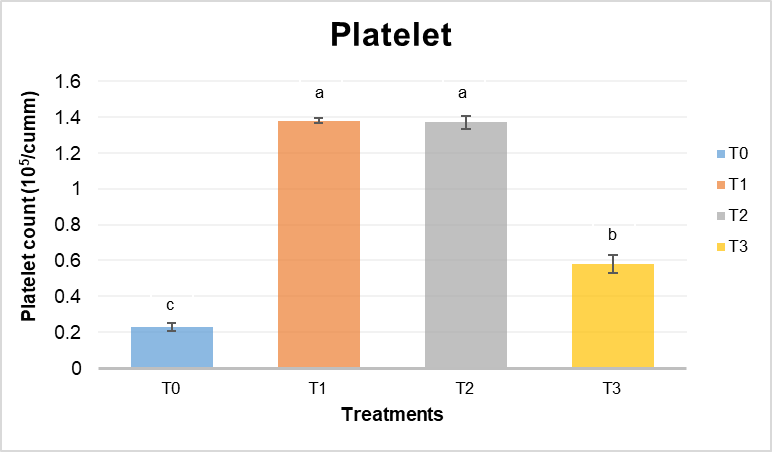 Platelet
Platelet count (10⁵/cumm)
1.6
1.4
1.2
1
0.8
0.6
0.4
0.2
0
c
a
a
b
T0
T1
T2
T3
Treatments
T0
T1
T2
T3